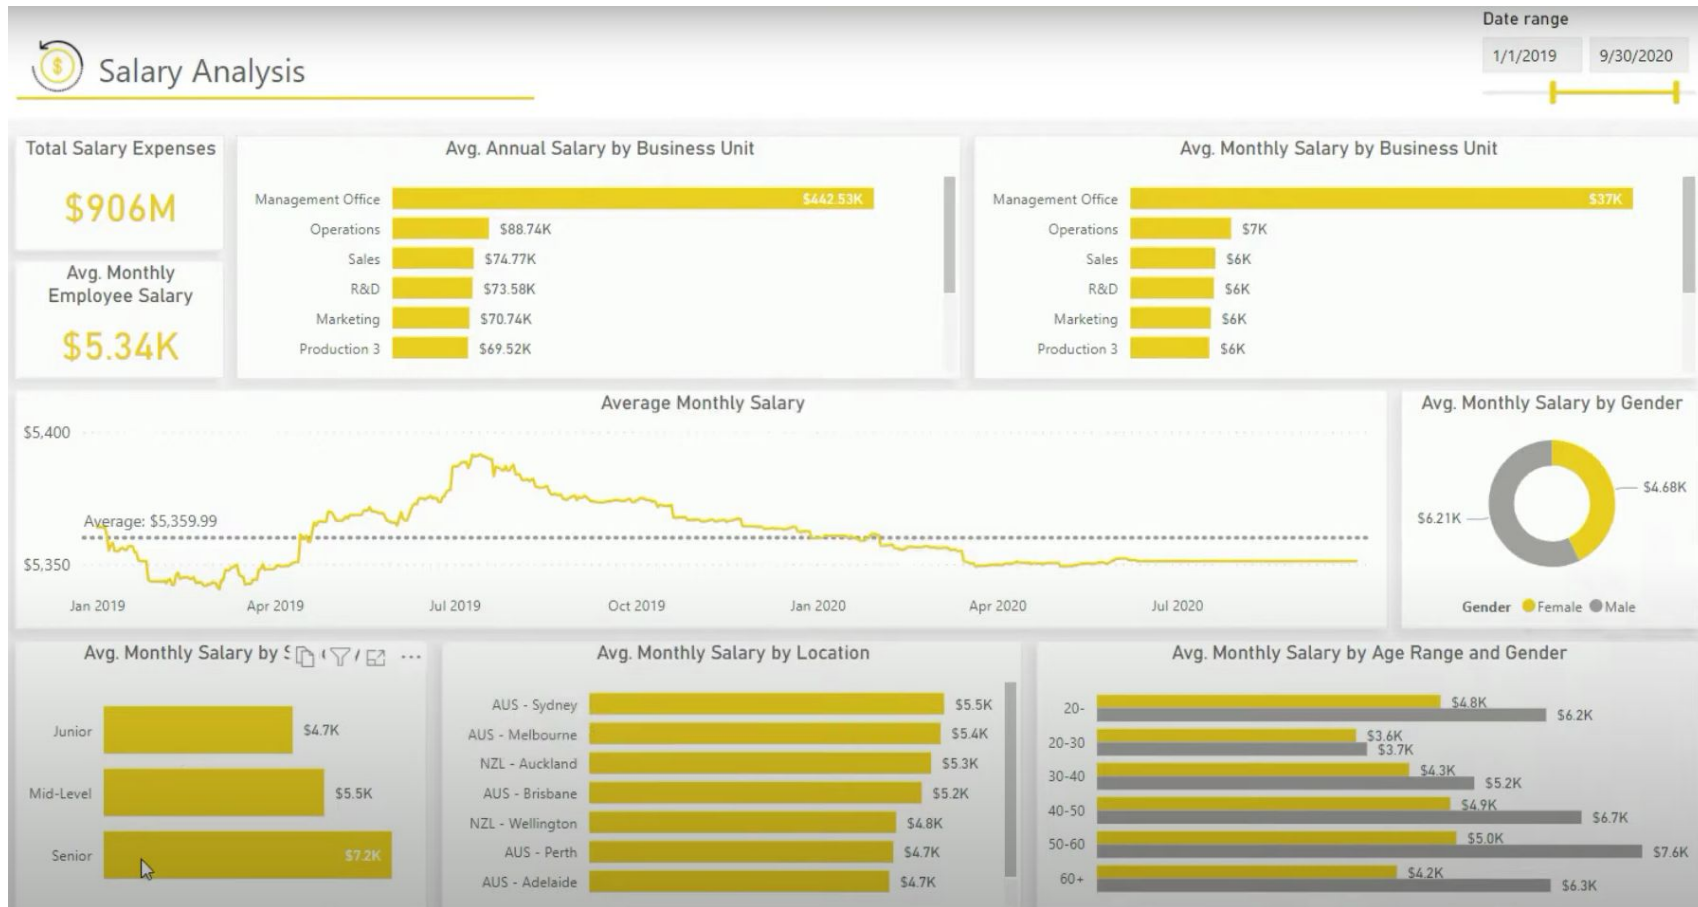 Date range
1/1/2019 9/30/2020
$ Salary Analysis
Total Salary Expenses
$906M
Avg. Monthly
Employee Salary
$5.34K
Avg. Annual Salary by Business Unit
Management Office $442.53K
Operations $88.74K
Sales $74.77K
R&D $73.58K
Marketing $70.74K
Production 3 $69.52K
Avg. Monthly Salary by Business Unit
Management Office $37K
Operations $7K
Sales $6K
R&D $6K
Marketing $6K
Production 3 $6K
Average Monthly Salary
$5,400
Average: $5,359.99
$5,350
Jan 2019 Apr 2019 Jul 2019 Oct 2019 Jan 2020 Apr 2020 Jul 2020
Avg. Monthly Salary by Gender
$4.68K
$6.21K
Gender Female Male
Avg. Monthly Salary by
Junior $4.7K
Mid-Level $5.5K
Senior $7.2K
Avg. Monthly Salary by Location
AUS - Sydney $5.5K
AUS - Melbourne $5.4K
NZL - Auckland $5.3K
AUS - Brisbane $5.2K
NZL - Wellington $4.8K
AUS - Perth $4.7K
AUS - Adelaide $4.7K
Avg. Monthly Salary by Age Range and Gender
20- $4.8K
$6.2K
20-30 $3.6K
$3.7K
30-40 $4.3K
$5.2K
40-50 $4.9K
$6.7K
50-60 $5.0K
$7.6K
60+ $4.2K
$6.3K